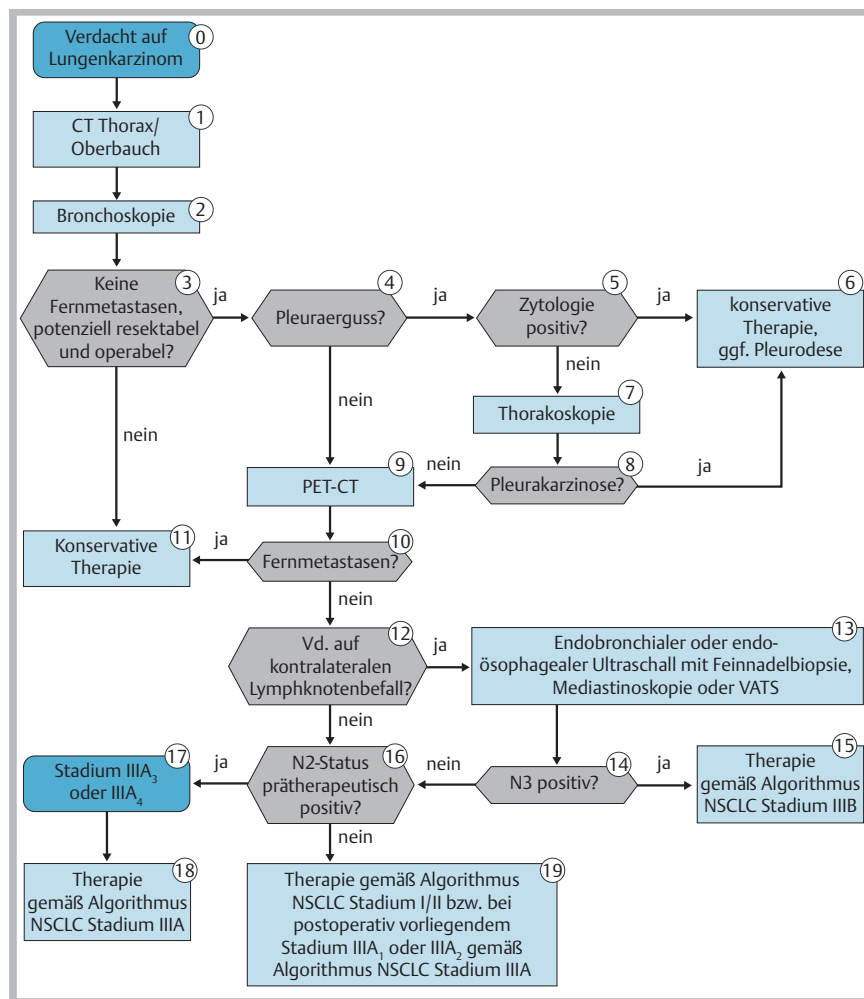 Verdacht auf
Lungenkarzinom
0
CT Thorax/
Oberbauch
1
Bronchoskopie
2
Keine
Fernmetastasen,
potenziell resektabel
und operabel?
3
ja
Pleuraerguss?
4
ja
Zytologie
positiv?
5
ja
konservative
Therapie,
ggf. Pleurodese
6
nein
nein
nein
Thorakoskopie
7
Pleurakarzinose?
8
nein
ja
PET-CT
9
Fernmetastasen?
10
ja
Konservative
Therapie
11
nein
Vd. auf
kontralateralen
Lymphknotenbefall?
12
ja
Endobronchialer oder endo-
ösophagealer Ultraschall mit Feinnadelbiopsie,
Mediastinoskopie oder VATS
13
nein
N3 positiv?
14
nein
ja
Therapie
gemäß Algorithmus
NSCLC Stadium IIIB
15
N2-Status
prätherapeutisch
positiv?
16
ja
Stadium IIIA₃
oder IIIA₄
17
nein
Therapie
gemäß Algorithmus
NSCLC Stadium IIIA
18
Therapie gemäß Algorithmus
NSCLC Stadium I/II bzw. bei
postoperativ vorliegendem
Stadium IIIA₁ oder IIIA₂ gemäß
Algorithmus NSCLC Stadium IIIA
19